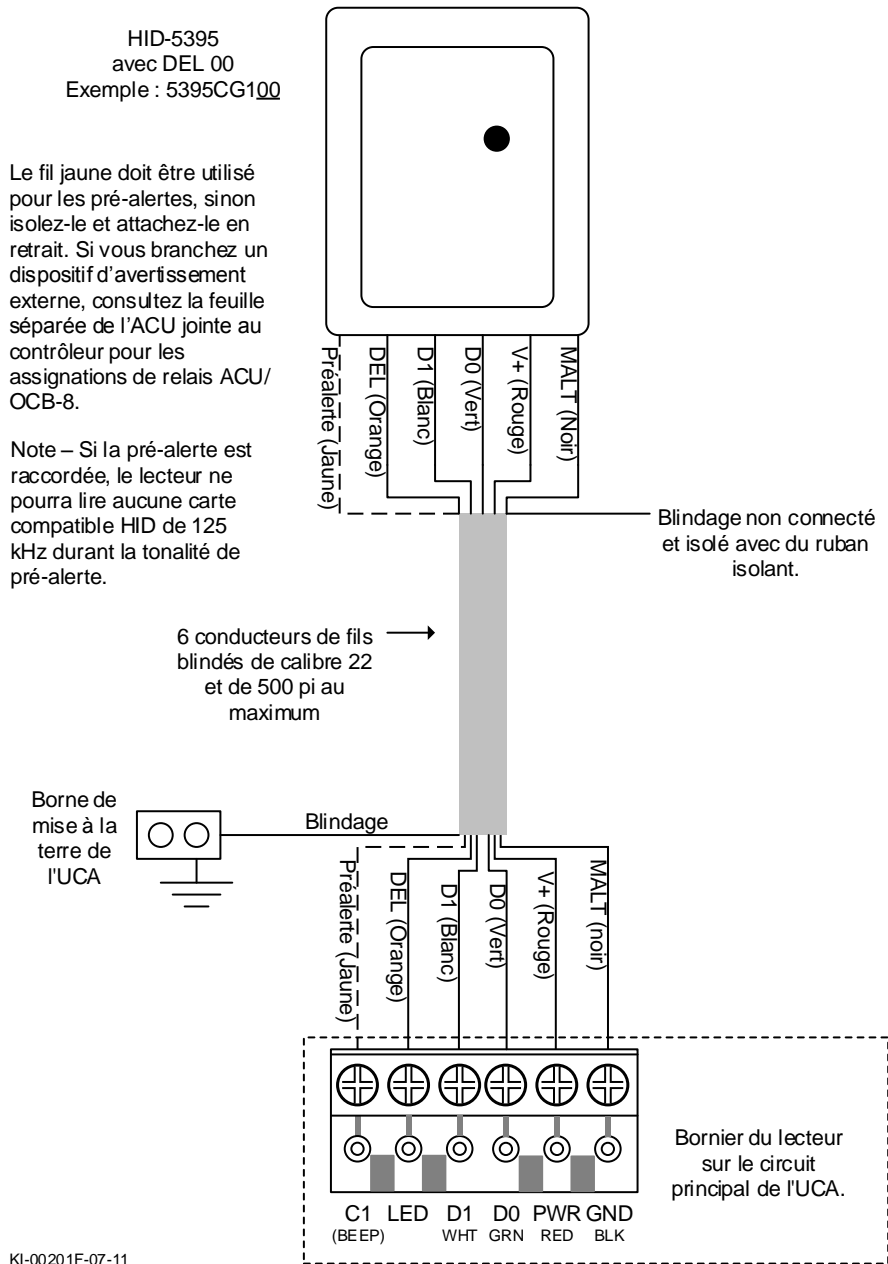 HID-5395
avec DEL 00
Exemple : 5395CG100
Le fil jaune doit être utilisé
pour les pré-alertes, sinon
isolez-le et attachez-le en
retrait. Si vous branchez un
dispositif d'avertissement
externe, consultez la feuille
séparée de l'ACU jointe au
contrôleur pour les
assignations de relais ACU/
OCB-8.
Note – Si la pré-alerte est
raccordée, le lecteur ne
pourra lire aucune carte
compatible HID de 125
kHz durant la tonalité de
pré-alerte.
Préalerte (Jaune)
DEL (Orange)
D1 (Blanc)
D0 (Vert)
V+ (Rouge)
MALT (Noir)
Blindage non connecté
et isolé avec du ruban
isolant.
6 conducteurs de fils
blindés de calibre 22
et de 500 pi au
maximum
Borne de
mise à la
terre de
l'UCA
Blindage
Préalerte (Jaune)
DEL (Orange)
D1 (Blanc)
D0 (Vert)
V+ (Rouge)
MALT (noir)
Bornier du lecteur
sur le circuit
principal de l'UCA.
C1 LED D1 D0 PWR GND
(BEEP) WHT GRN RED BLK
KI-00201F-07-11